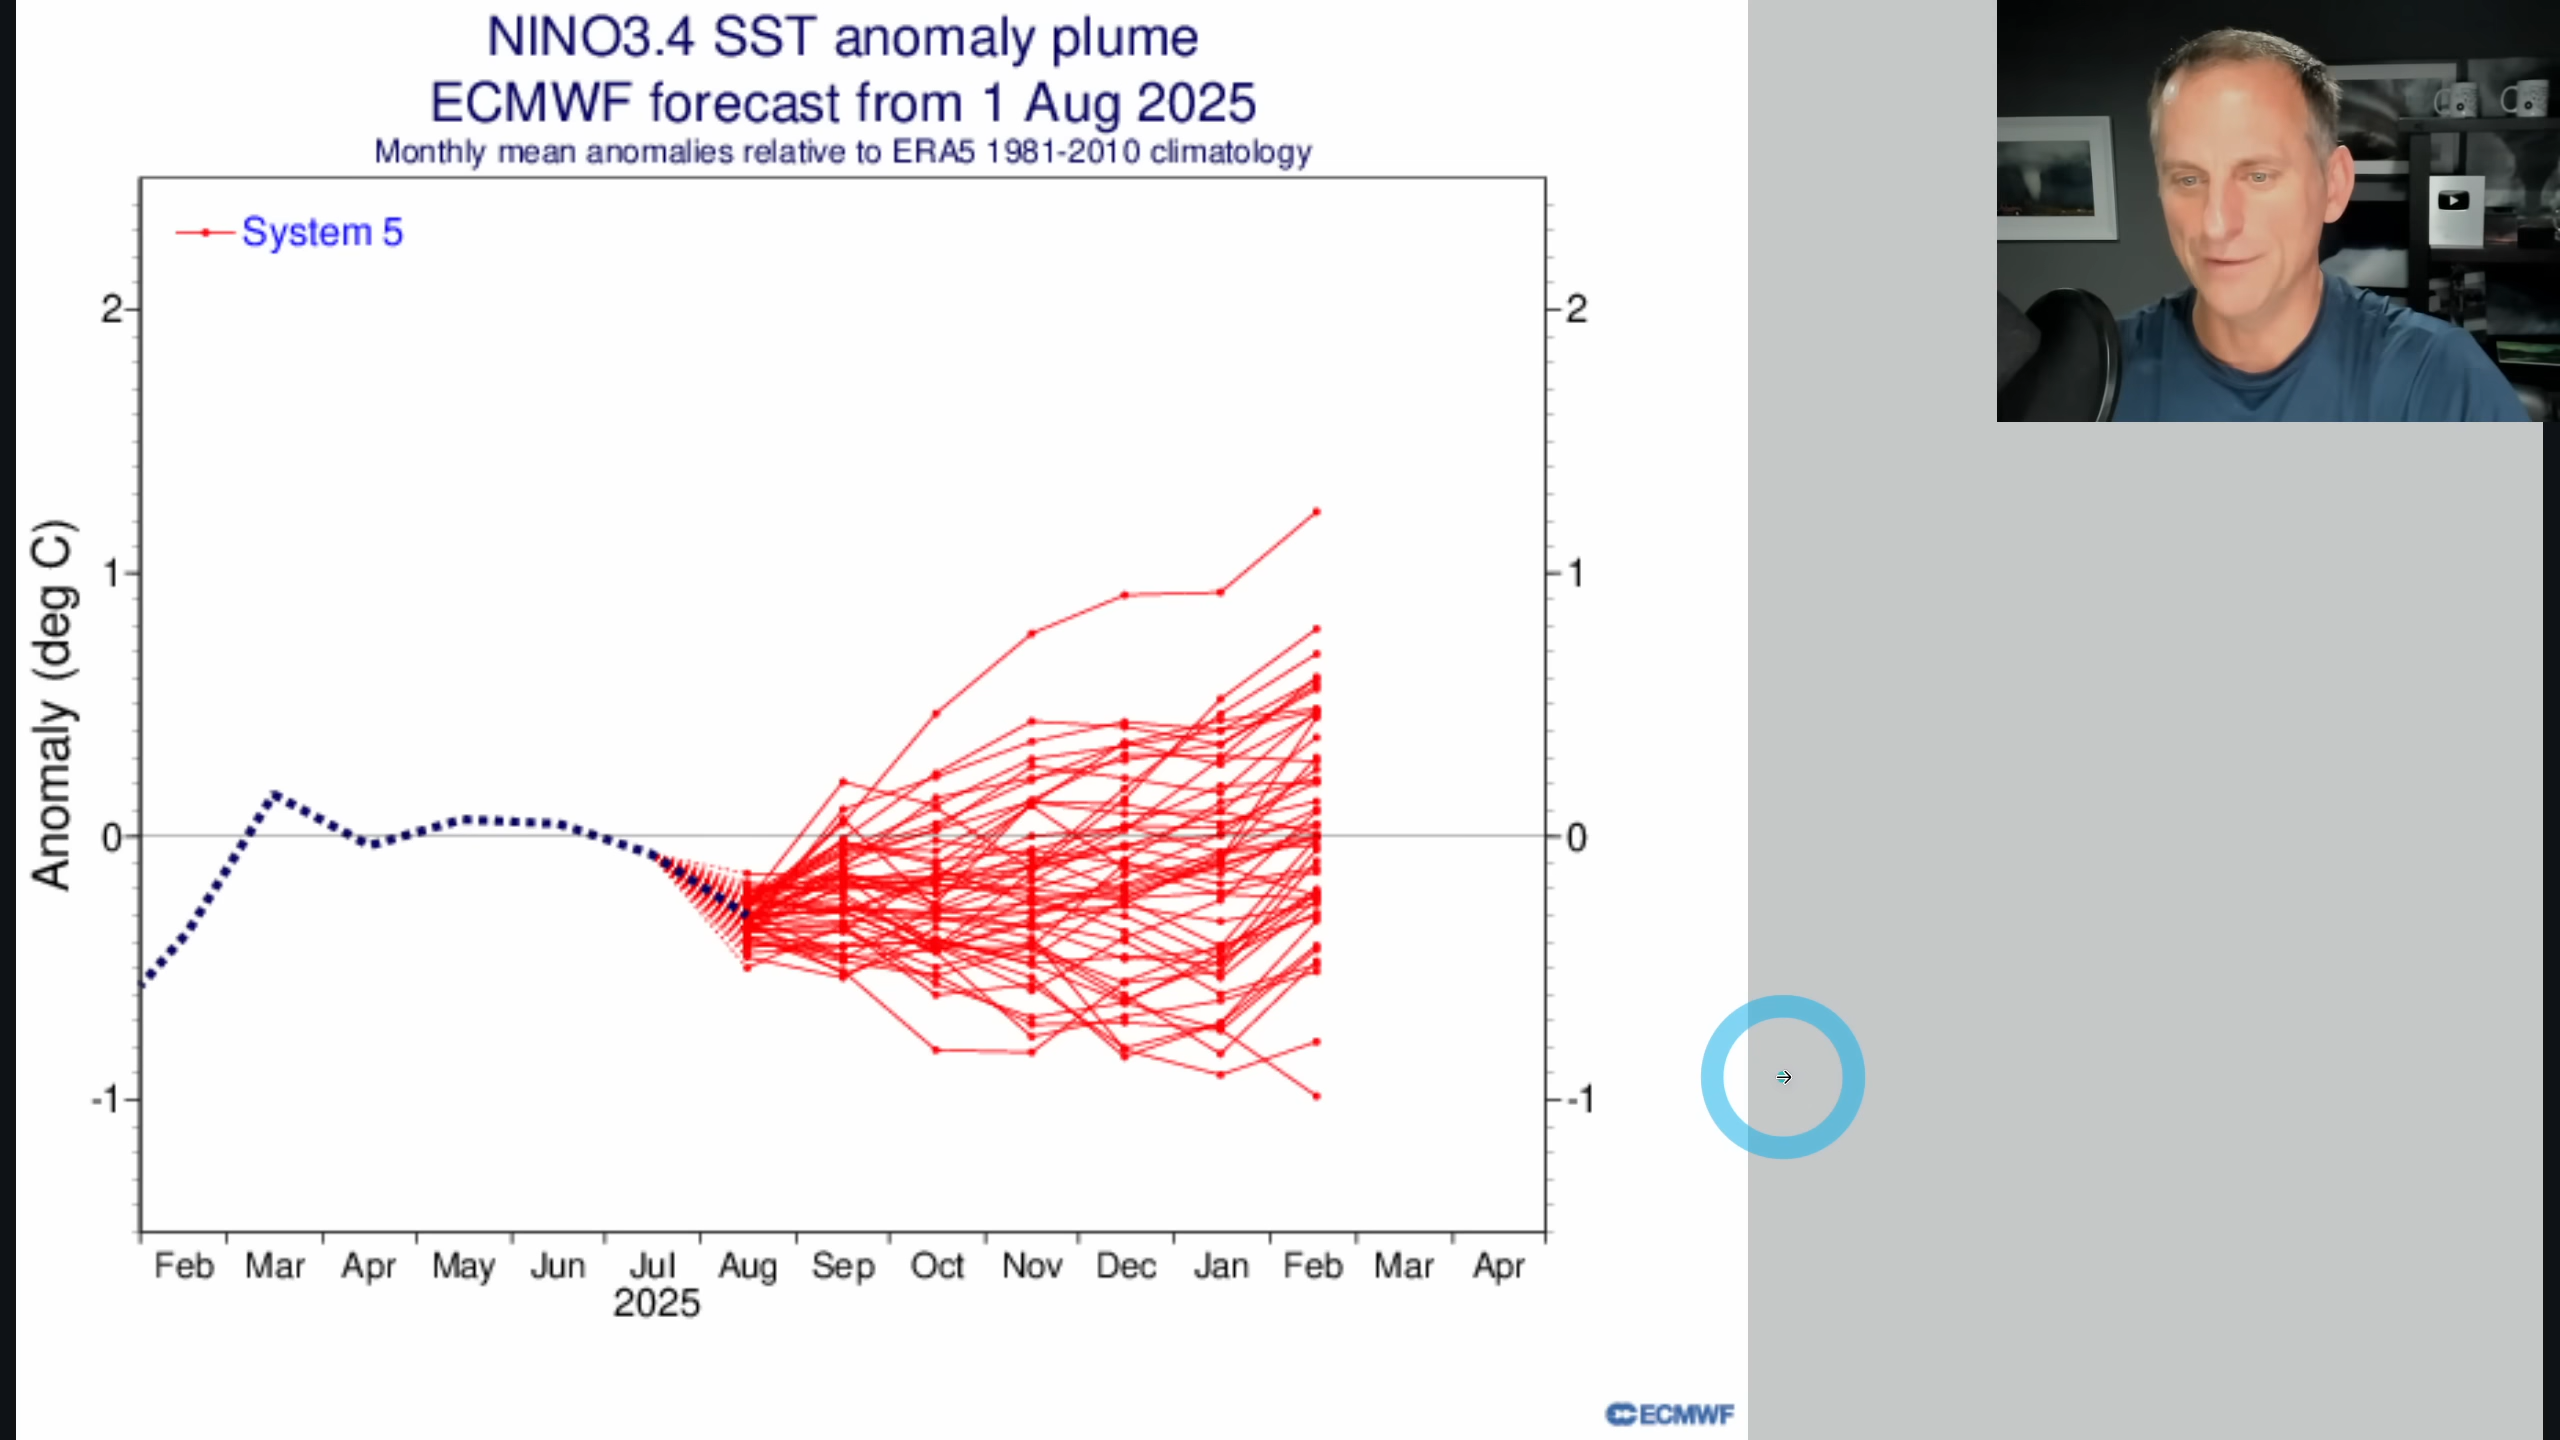 NINO3.4 SST anomaly plume
ECMWF forecast from 1 Aug 2025
Monthly mean anomalies relative to ERA5 1981-2010 climatology
System 5
Anomaly (deg C)
2
1
0
-1
2
1
0
-1
Feb Mar Apr May Jun Jul Aug Sep Oct Nov Dec Jan Feb Mar Apr
2025
ECMWF